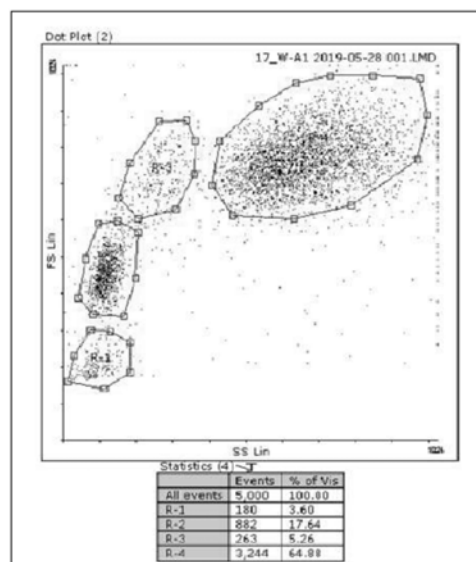 Dot Plot (2)
17_W-A1 2019-05-28 001.LMD
FS Lin
R-3
R-1
SS Lin
Statistics (4)
Events % of Vis
All events 5,000 100.00
R-1 180 3.60
R-2 882 17.64
R-3 263 5.26
R-4 3,244 64.88